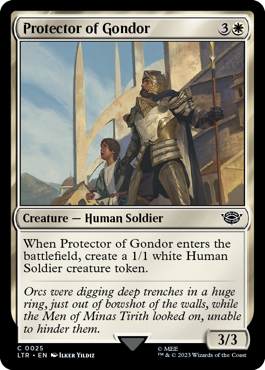 Protector of Gondor 3
Creature — Human Soldier
When Protector of Gondor enters the
battlefield, create a 1/1 white Human
Soldier creature token.
Orcs were digging deep trenches in a huge
ring, just out of bowshot of the walls, while
the Men of Minas Tirith looked on, unable
to hinder them.
3/3
C 0025
LTR • EN İLKER YILDIZ
© MEE
™ & © 2023 Wizards of the Coast